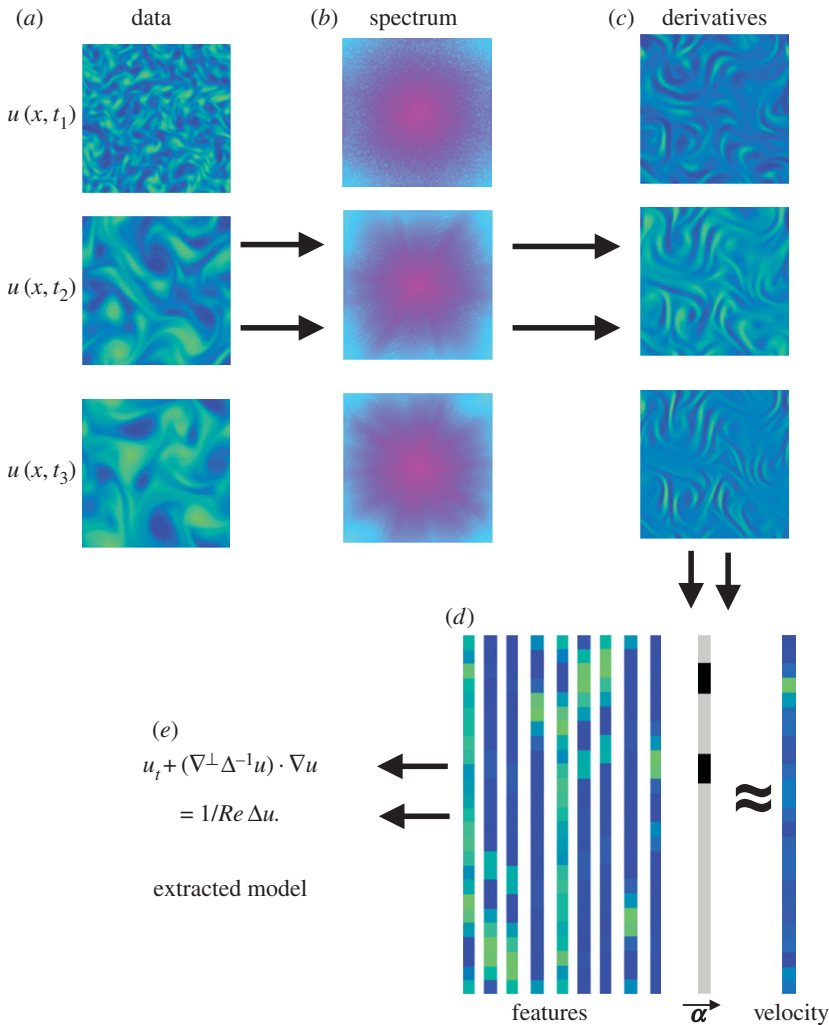 (a) data (b) spectrum (c) derivatives
u (x, t₁)
u (x, t₂)
u (x, t₃)
(d)
(e)
uₜ + (∇⊥Δ⁻¹u) · ∇u
= 1/Re Δu.
extracted model
≈
features α velocity